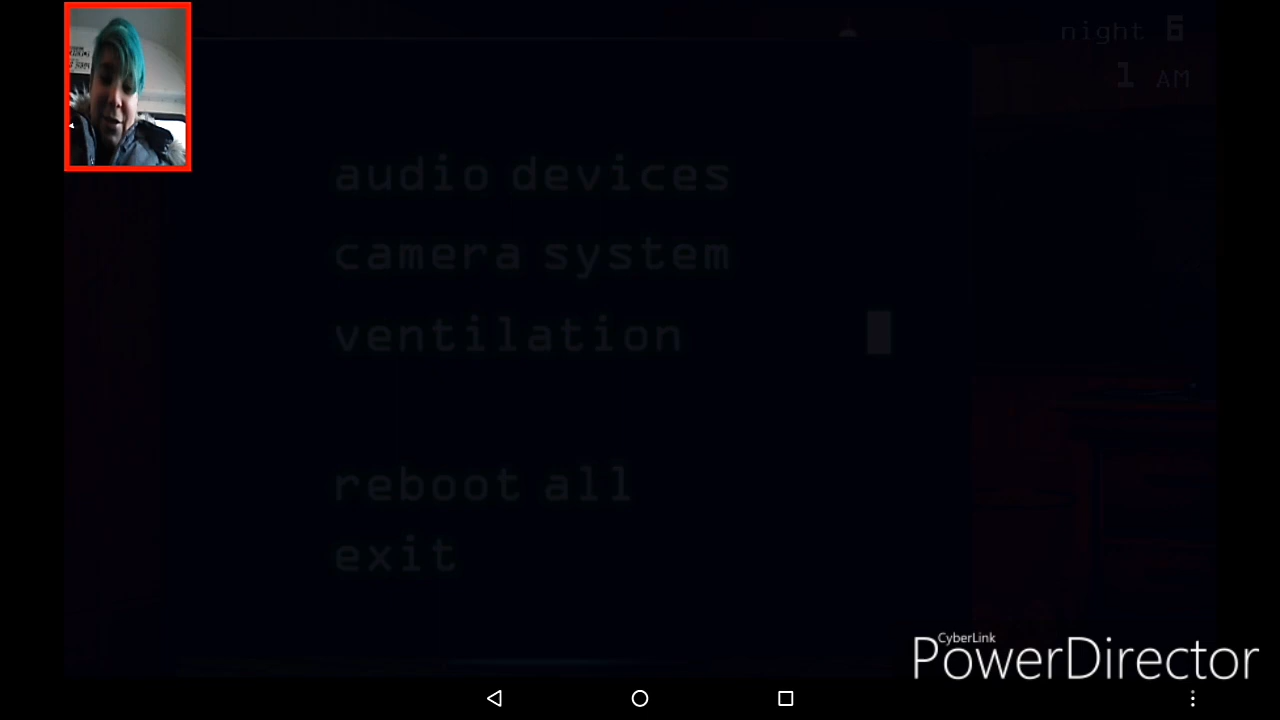 night 6
1 AM
audio devices
camera system
ventilation
reboot all
exit
CyberLink
PowerDirector